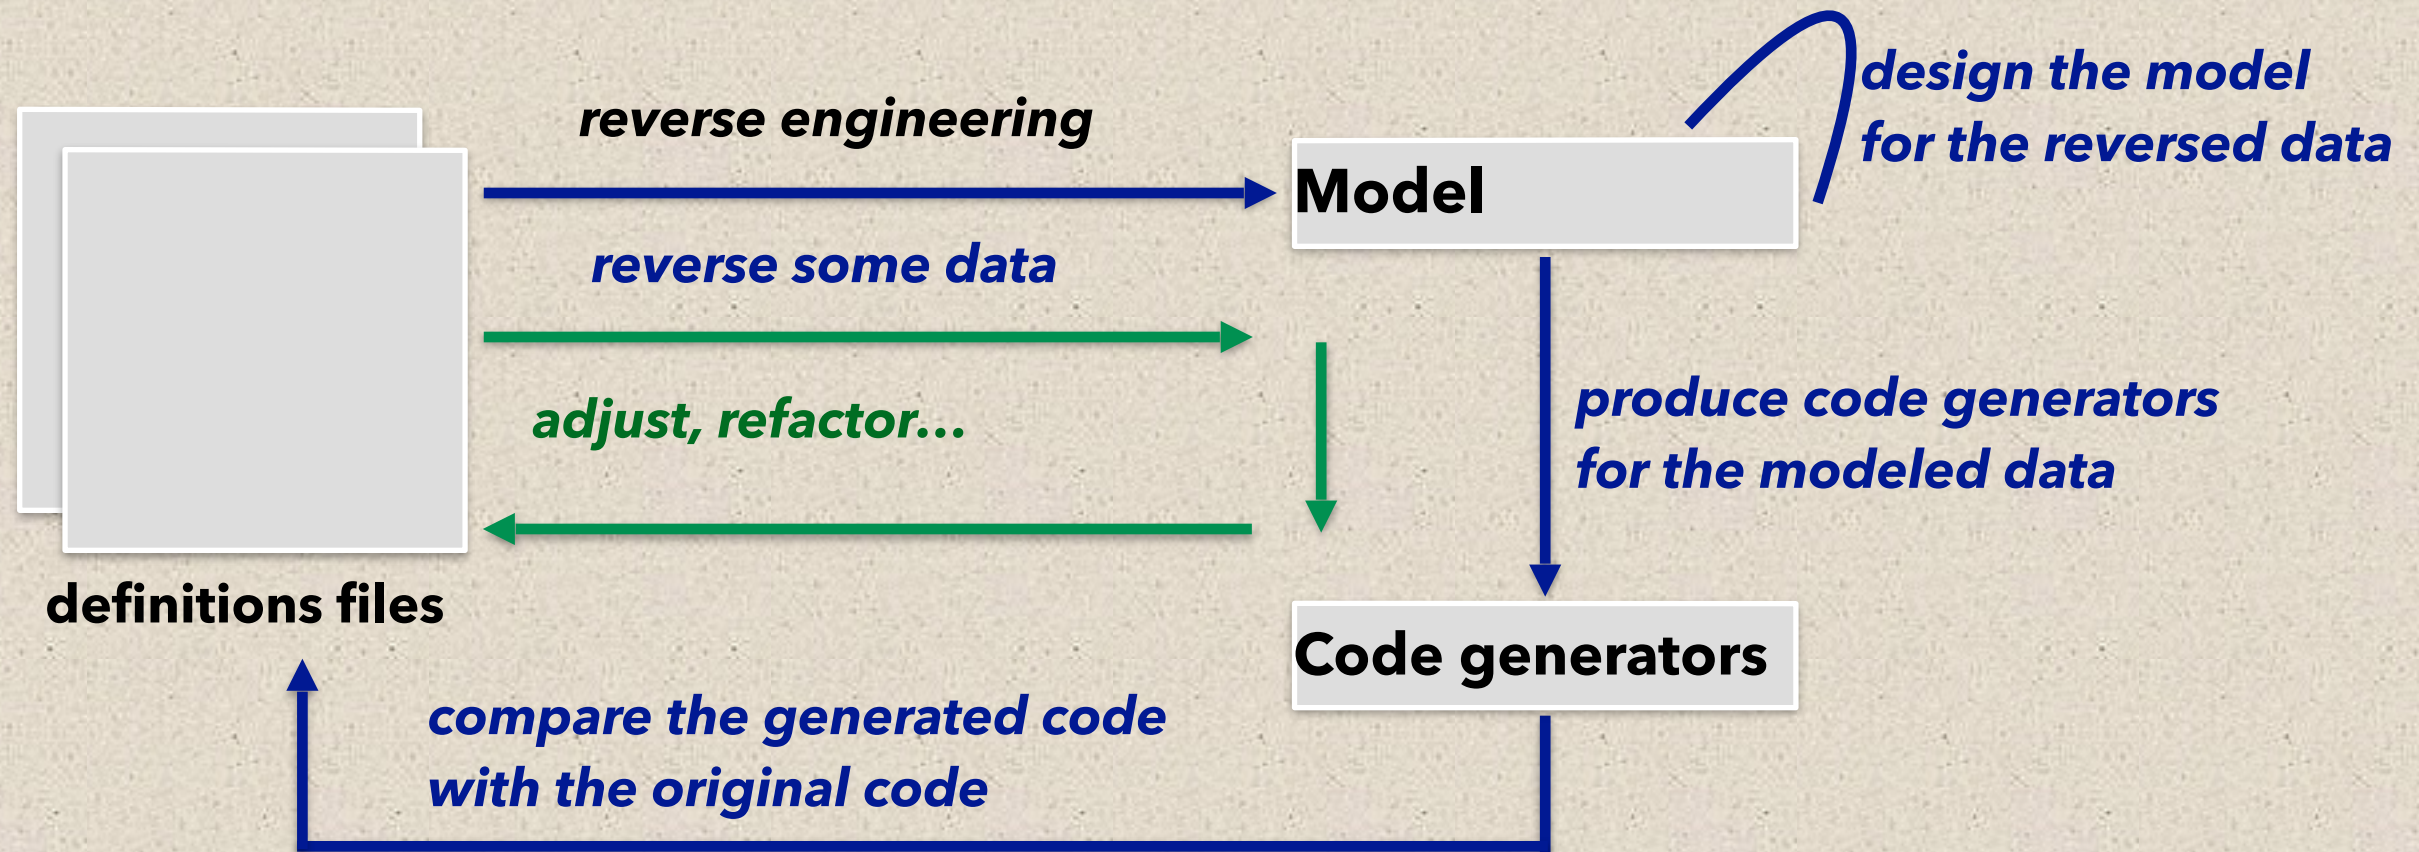 design the model
for the reversed data
reverse engineering
Model
reverse some data
adjust, refactor…
produce code generators
for the modeled data
definitions files
Code generators
compare the generated code
with the original code